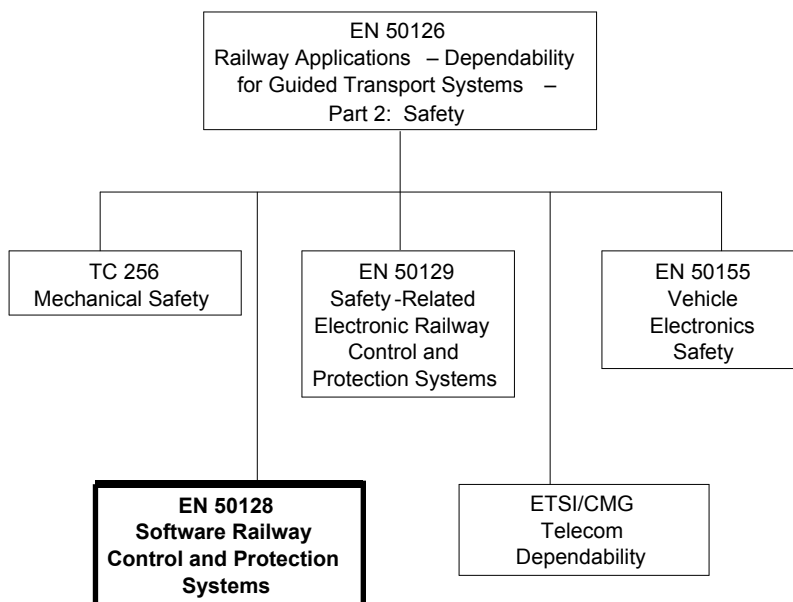 EN 50126
Railway Applications – Dependability
for Guided Transport Systems –
Part 2: Safety
TC 256
Mechanical Safety
EN 50129
Safety-Related
Electronic Railway
Control and
Protection Systems
EN 50155
Vehicle
Electronics
Safety
EN 50128
Software Railway
Control and Protection
Systems
ETSI/CMG
Telecom
Dependability